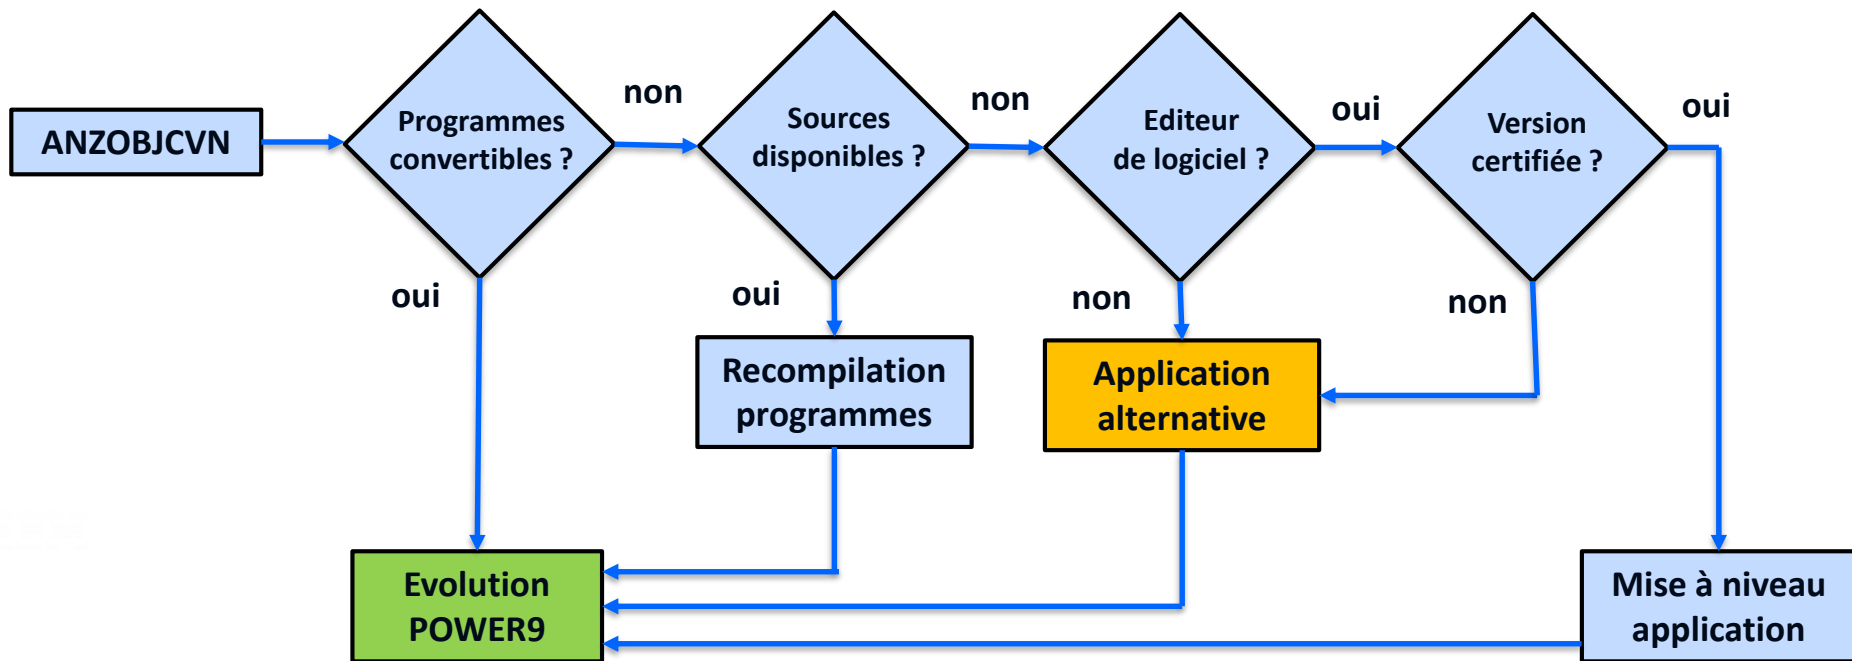 ANZOBJCVN
Programmes
convertibles ?
non
Sources
disponibles ?
non
Editeur
de logiciel ?
oui
Version
certifiée ?
oui
oui
oui
non
non
Recompilation
programmes
Application
alternative
Evolution
POWER9
Mise à niveau
application